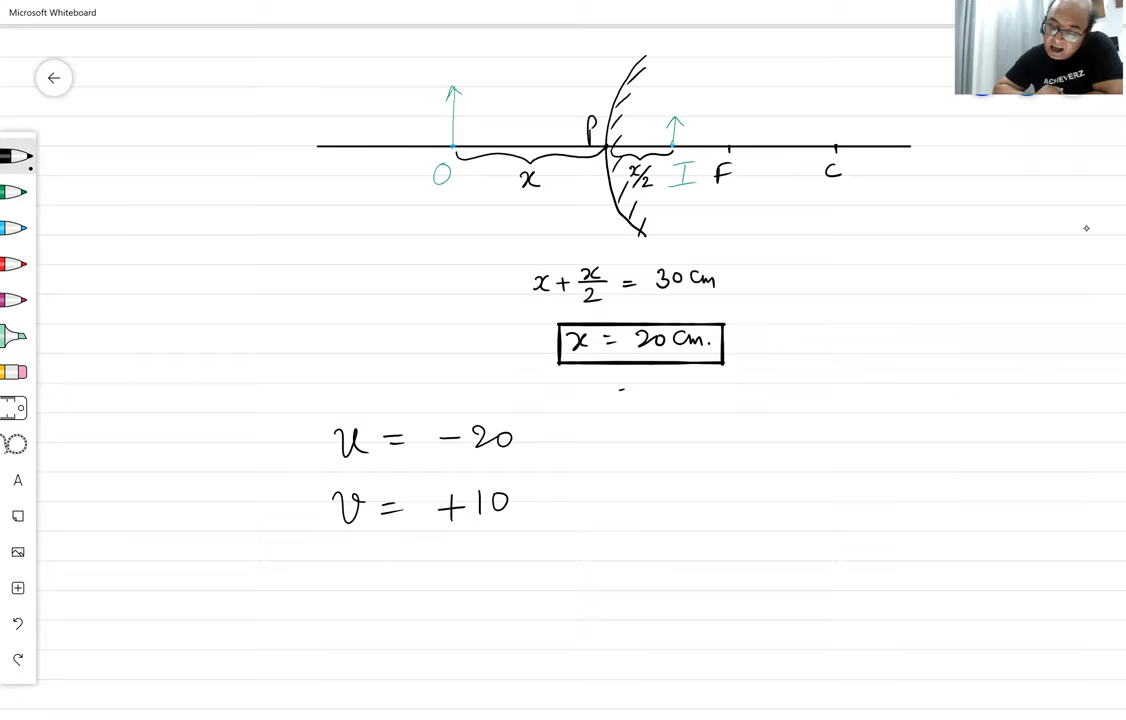 Microsoft Whiteboard
ACHIEVERZ
P
O x x/2 I F C
x + x/2 = 30 cm
x = 20 cm.
u = -20
v = +10
A